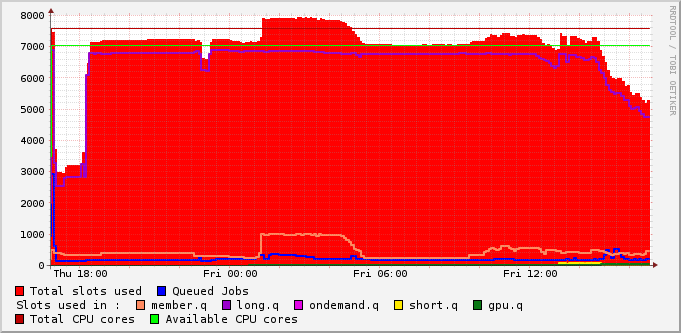 8000
7000
6000
5000
4000
3000
2000
1000
0
Thu 18:00 Fri 00:00 Fri 06:00 Fri 12:00
RRDTOOL / TOBI OETIKER
Total slots used Queued Jobs
Slots used in : member.q long.q ondemand.q short.q gpu.q
Total CPU cores Available CPU cores